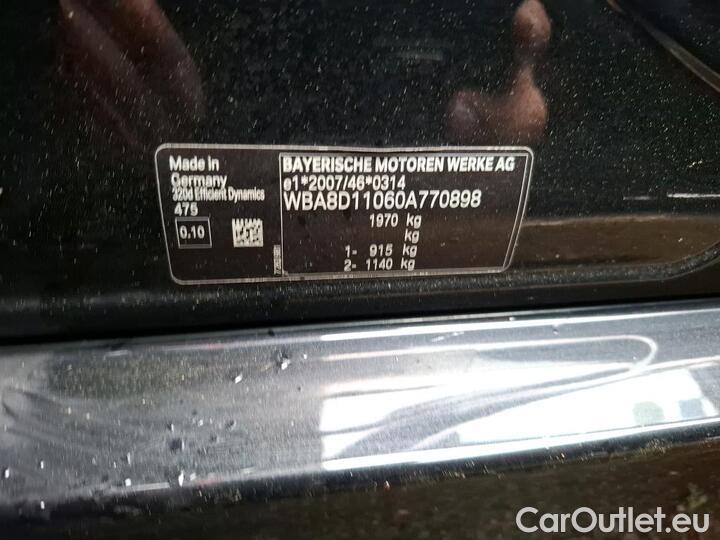 Made in
Germany
320d Efficient Dynamics
475
0.10
BAYERISCHE MOTOREN WERKE AG
e1*2007/46*0314
WBA8D11060A770898
1970 kg
kg
1- 915 kg
2- 1140 kg
CarOutlet.eu